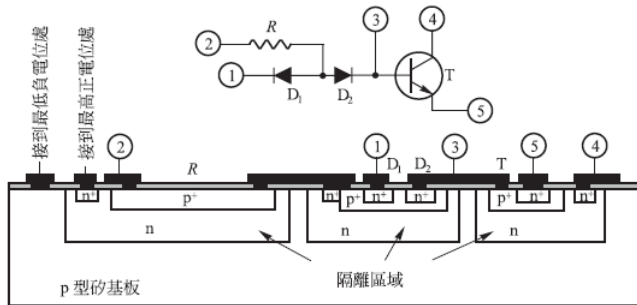 ③ ④
② R
① D₁ D₂ T
⑤
接到最低負電位處
接到最高正電位處
② R ① D₁ D₂ ③ T ⑤ ④
n⁺ p⁺ n⁺ p⁺ n⁺ n⁺ p⁺ n⁺ n⁺
n n n
隔離區域
p 型矽基板